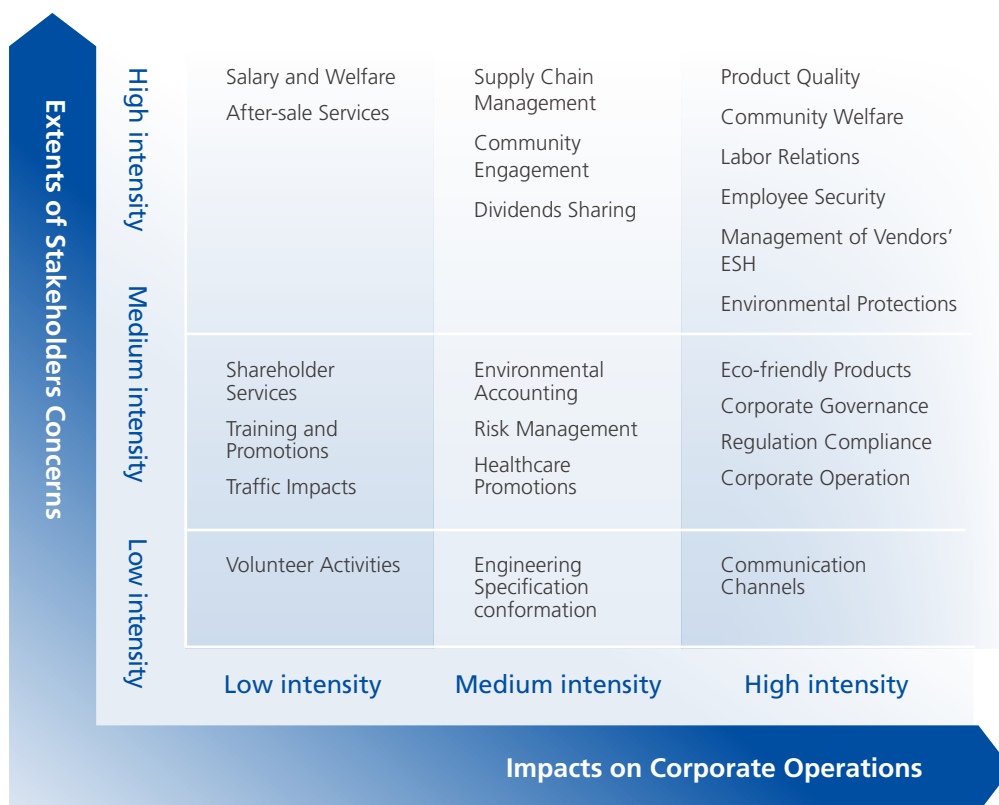 Extents of Stakeholders Concerns
High intensity
Salary and Welfare
After-sale Services
Supply Chain
Management
Community
Engagement
Dividends Sharing
Product Quality
Community Welfare
Labor Relations
Employee Security
Management of Vendors’
ESH
Environmental Protections
Medium intensity
Shareholder
Services
Training and
Promotions
Traffic Impacts
Environmental
Accounting
Risk Management
Healthcare
Promotions
Eco-friendly Products
Corporate Governance
Regulation Compliance
Corporate Operation
Low intensity
Volunteer Activities
Engineering
Specification
conformation
Communication
Channels
Low intensity
Medium intensity
High intensity
Impacts on Corporate Operations